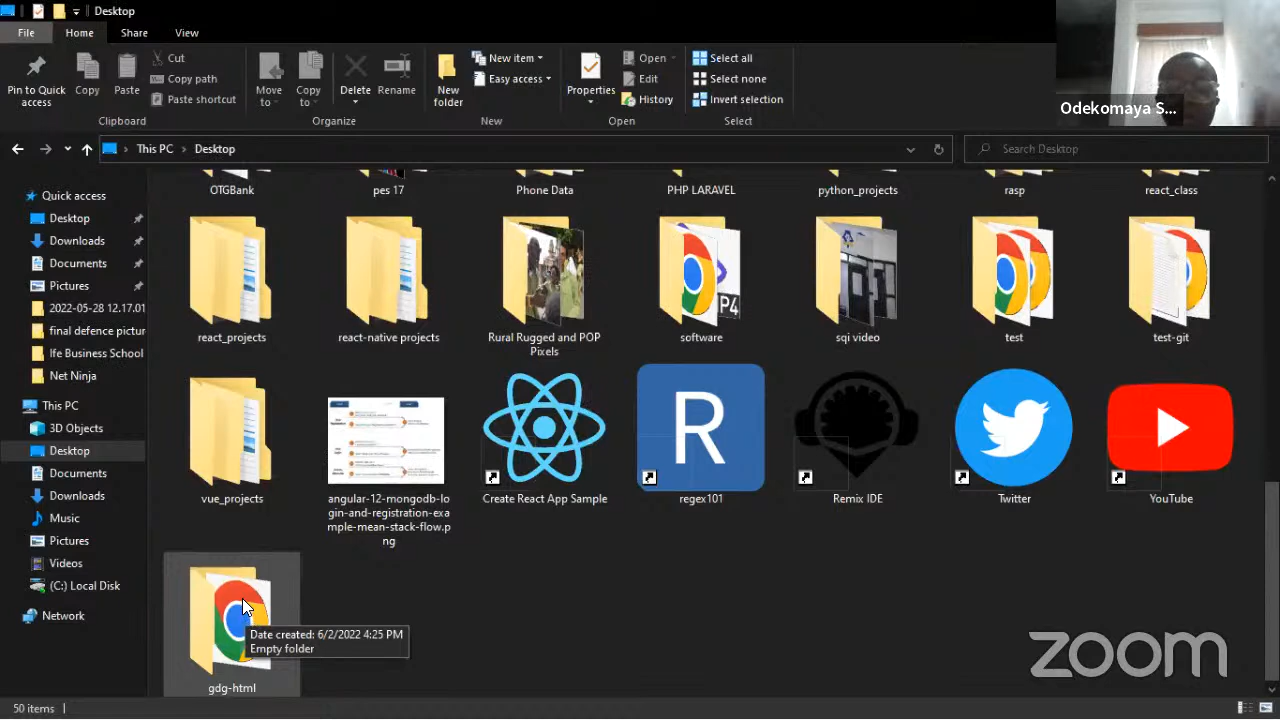 Desktop
File Home Share View
Pin to Quick access
Copy
Paste
Cut
Copy path
Paste shortcut
Clipboard
Move to
Copy to
Delete
Rename
Organize
New folder
New item
Easy access
New
Properties
Open
Edit
History
Open
Select all
Select none
Invert selection
Select
Odekomaya S...
This PC Desktop
Search Desktop
Quick access
Desktop
Downloads
Documents
Pictures
2022-05-28 12.17.01
final defence pictur
Ife Business School
Net Ninja
This PC
3D Objects
Desktop
Documents
Downloads
Music
Pictures
Videos
(C:) Local Disk
Network
OTGBank
pes 17
Phone Data
PHP LARAVEL
python_projects
rasp
react_class
P4
react_projects
react-native projects
Rural Rugged and POP
Pixels
software
sqi video
test
test-git
R
vue_projects
angular-12-mongodb-lo
gin-and-registration-exa
mple-mean-stack-flow.p
ng
Create React App Sample
regex101
Remix IDE
Twitter
YouTube
Date created: 6/2/2022 4:25 PM
Empty folder
gdg-html
zoom
50 items